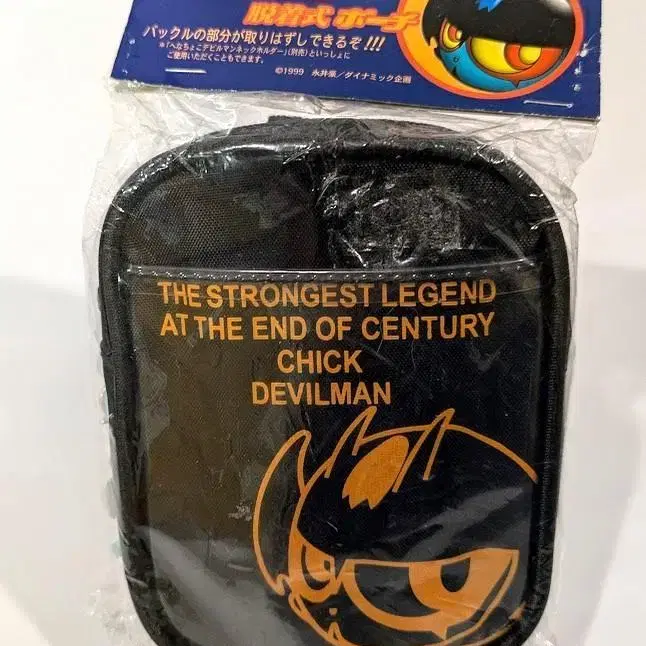 脱着式 ポーチ
バックルの部分が取りはずしできるぞ!!!
*「へなちょこデビルマンネックホルダー」(別売)といっしょに
ご使用いただくこともできます。
©1999 永井豪/ダイナミック企画
THE STRONGEST LEGEND
AT THE END OF CENTURY
CHICK
DEVILMAN